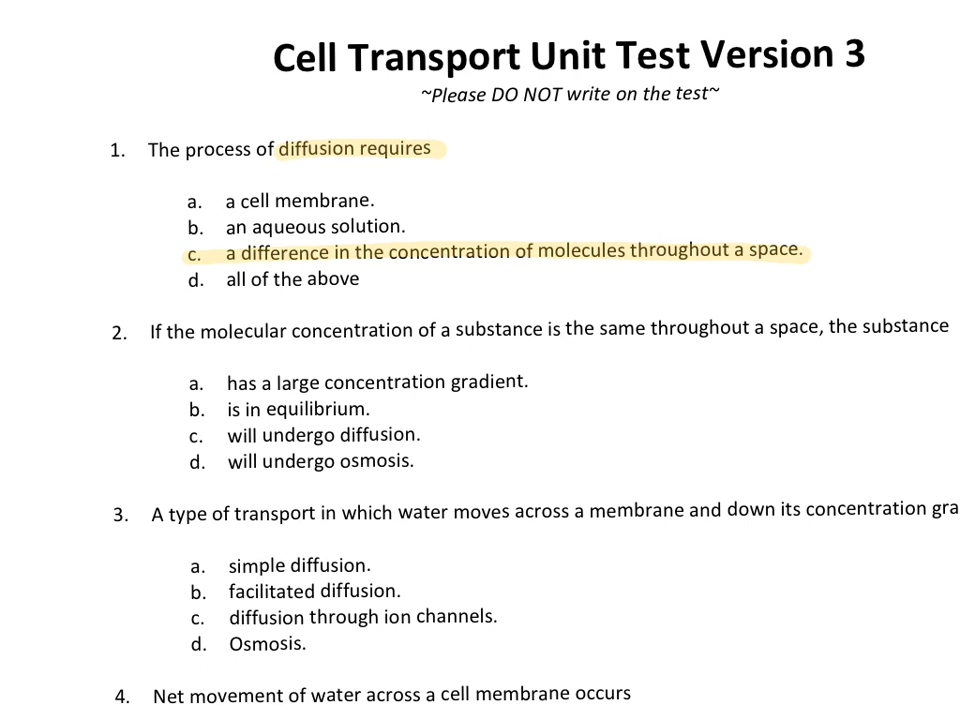 Cell Transport Unit Test Version 3
~Please DO NOT write on the test~
1. The process of diffusion requires
a. a cell membrane.
b. an aqueous solution.
c. a difference in the concentration of molecules throughout a space.
d. all of the above
2. If the molecular concentration of a substance is the same throughout a space, the substance
a. has a large concentration gradient.
b. is in equilibrium.
c. will undergo diffusion.
d. will undergo osmosis.
3. A type of transport in which water moves across a membrane and down its concentration gra
a. simple diffusion.
b. facilitated diffusion.
c. diffusion through ion channels.
d. Osmosis.
4. Net movement of water across a cell membrane occurs